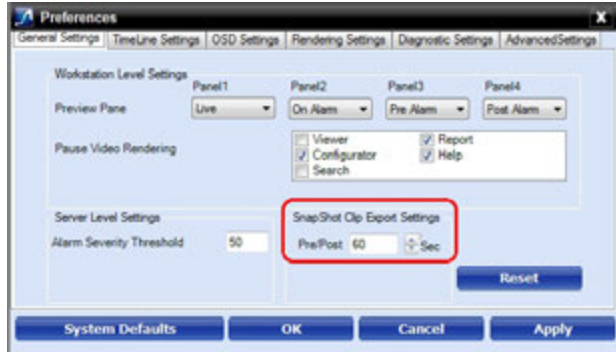 Preferences
X
General Settings TimeLine Settings OSD Settings Rendering Settings Diagnostic Settings AdvancedSettings
Workstation Level Settings
Panel1 Panel2 Panel3 Panel4
Preview Pane Live On Alarm Pre Alarm Post Alarm
Pause Video Rendering
Viewer Report
Configurator Help
Search
Server Level Settings SnapShot Clip Export Settings
Alarm Severity Threshold 50 Pre/Post 60 Sec
Reset
System Defaults OK Cancel Apply